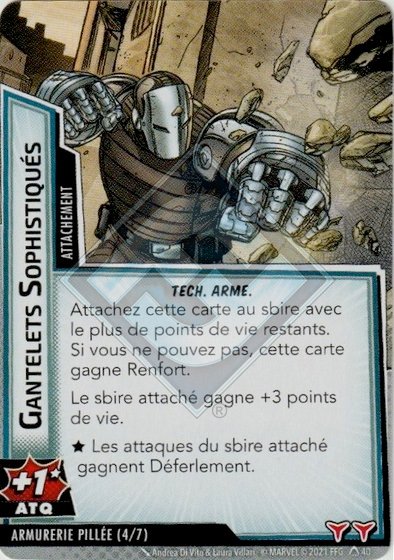 GANTELETS SOPHISTIQUÉS
ATTACHEMENT
TECH. ARME.
Attachez cette carte au sbire avec
le plus de points de vie restants.
Si vous ne pouvez pas, cette carte
gagne Renfort.
Le sbire attaché gagne +3 points
de vie.
★ Les attaques du sbire attaché
gagnent Déferlement.
+1★
ATQ
ARMURERIE PILLÉE (4/7)
Andrea Di Vito & Laura Villari. © MARVEL © 2021 FFG 40
®